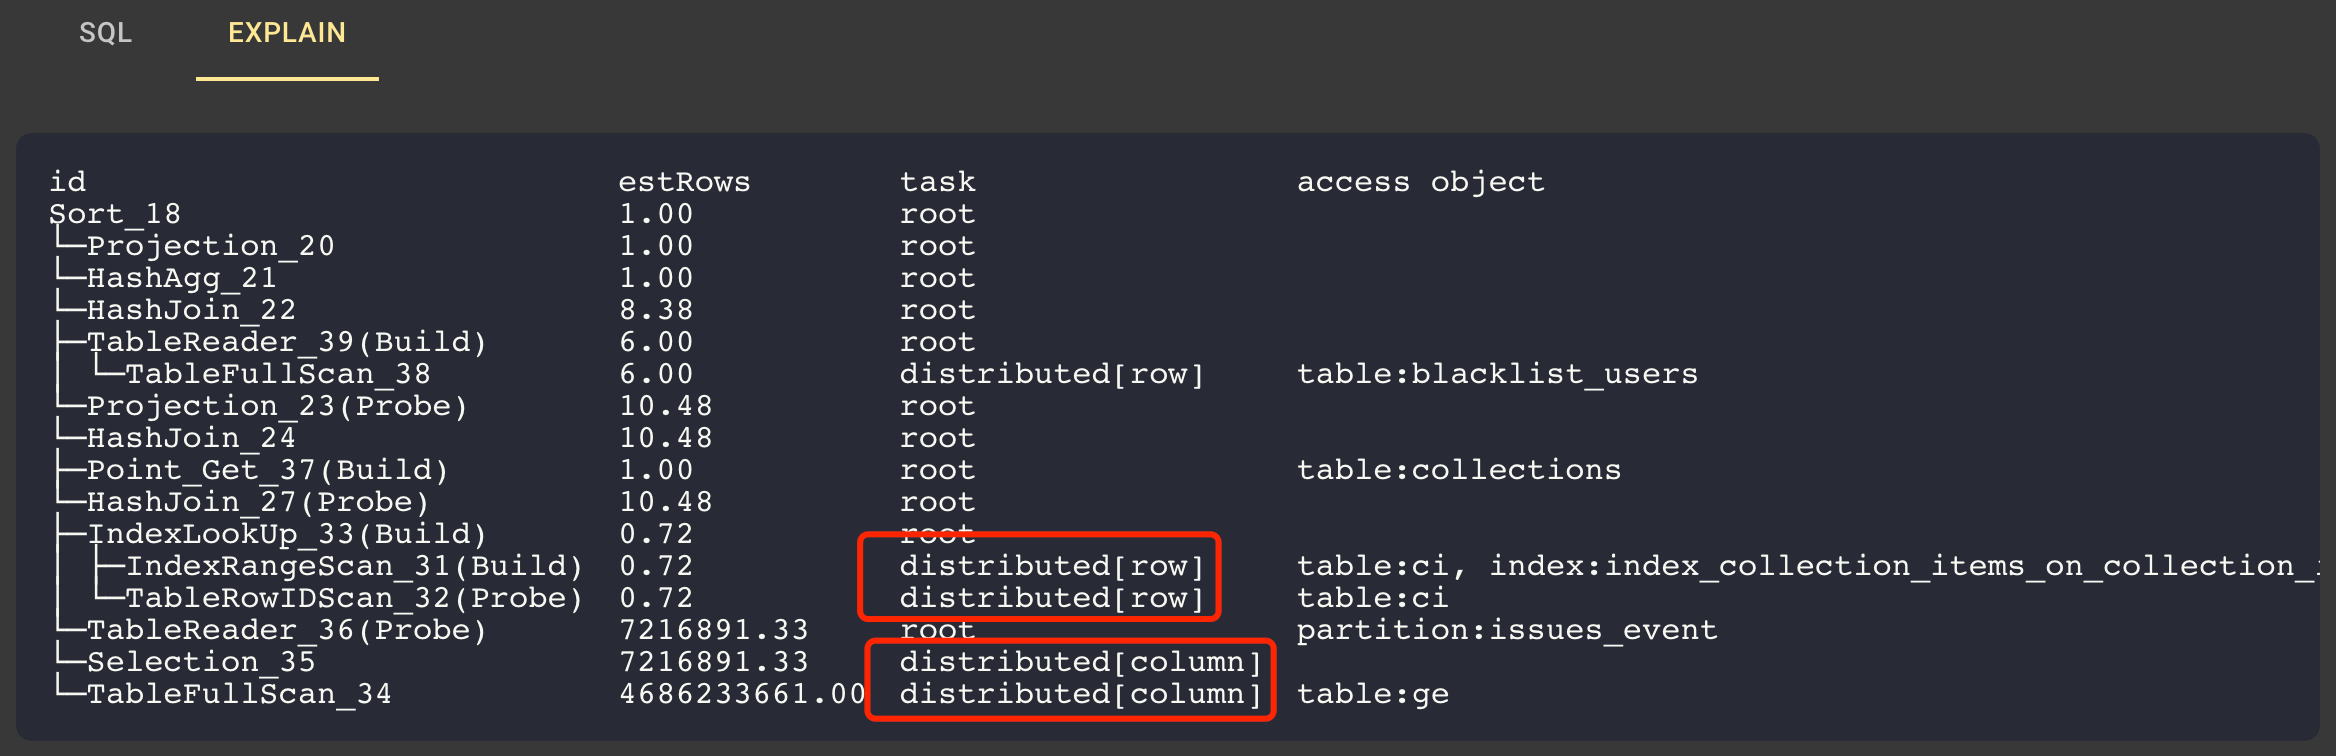 SQL EXPLAIN
id estRows task access object
Sort_18 1.00 root
└─Projection_20 1.00 root
└─HashAgg_21 1.00 root
└─HashJoin_22 8.38 root
├─TableReader_39(Build) 6.00 root
│ └─TableFullScan_38 6.00 distributed[row] table:blacklist_users
└─Projection_23(Probe) 10.48 root
└─HashJoin_24 10.48 root
├─Point_Get_37(Build) 1.00 root table:collections
└─HashJoin_27(Probe) 10.48 root
├─IndexLookUp_33(Build) 0.72 root
│ ├─IndexRangeScan_31(Build) 0.72 distributed[row] table:ci, index:index_collection_items_on_collection_
│ └─TableRowIDScan_32(Probe) 0.72 distributed[row] table:ci
└─TableReader_36(Probe) 7216891.33 root partition:issues_event
└─Selection_35 7216891.33 distributed[column]
└─TableFullScan_34 4686233661.00 distributed[column] table:ge